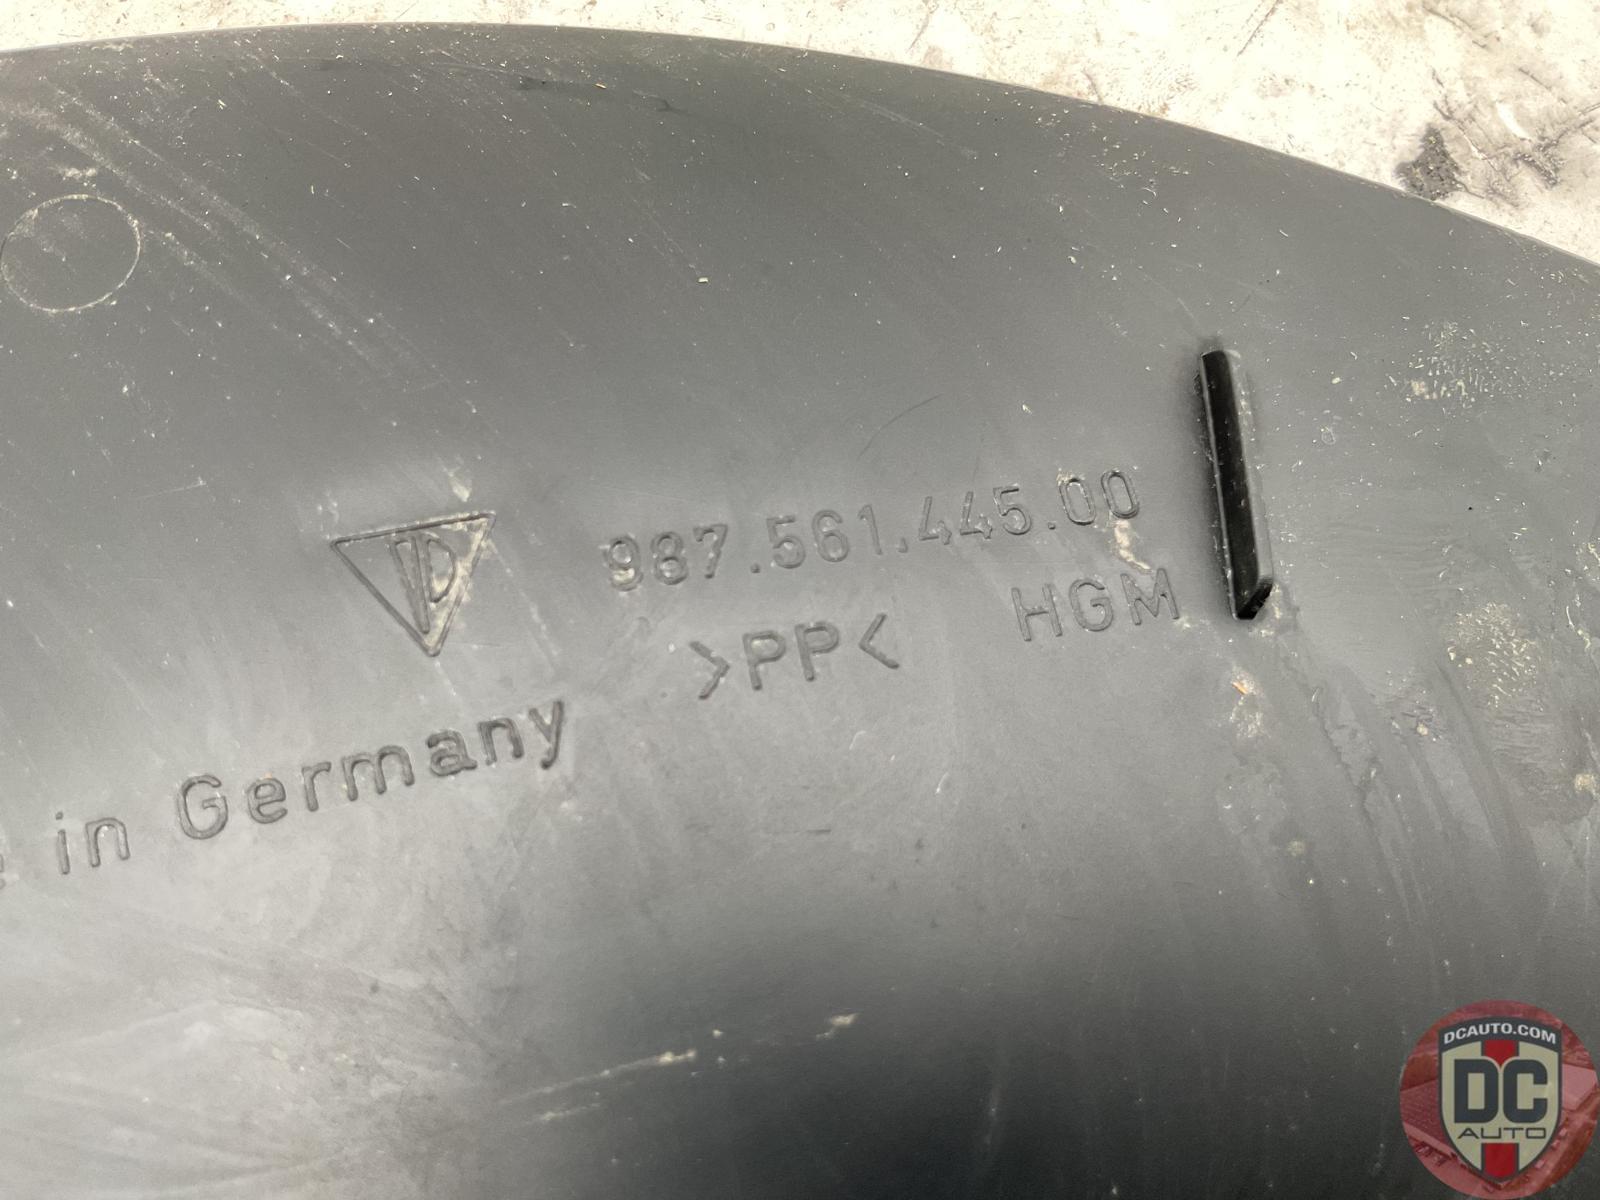 987.561.445.00
>PP< HGM
in Germany
DCAUTO.COM
DC
AUTO